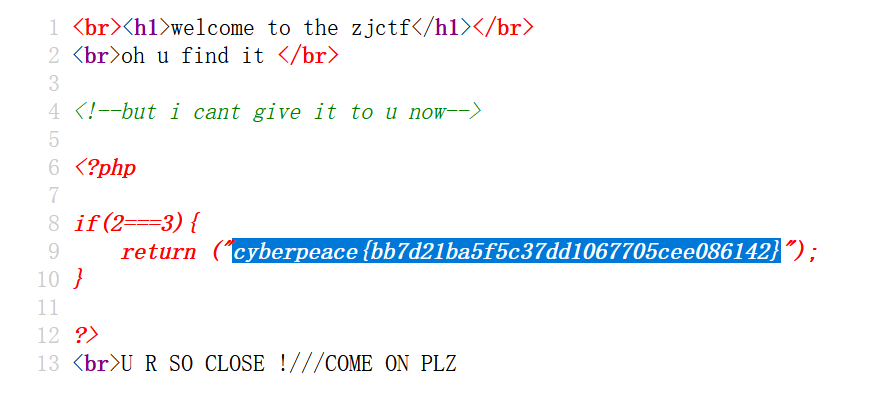 1 <br><h1>welcome to the zjctf</h1></br>
2 <br>oh u find it </br>
3
4 <!--but i cant give it to u now-->
5
6 <?php
7
8 if(2===3){
9     return ("cyberpeace{bb7d21ba5f5c37dd1067705cee086142}");
10 }
11
12 ?>
13 <br>U R SO CLOSE !///COME ON PLZ